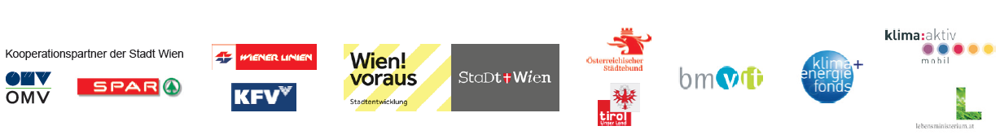 Kooperationspartner der Stadt Wien
OMV
OMV
SPAR
WIENER LINIEN
KFV
Wien!
voraus
Stadtentwicklung
StaDt Wien
Österreichischer
Städtebund
tirol
Unser Land
bmvit
klima+
energie
fonds
klima:aktiv
mobil
L
lebensministerium.at